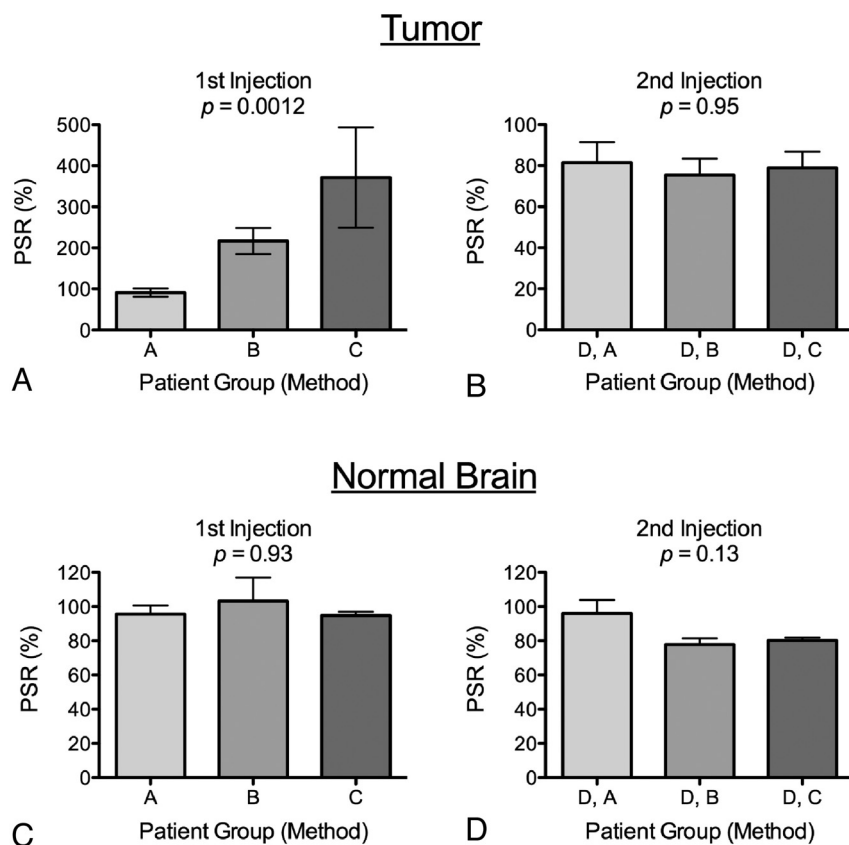 Tumor
1st Injection
p = 0.0012
500
400
300
200
100
0
PSR (%)
A B C
Patient Group (Method)
A
2nd Injection
p = 0.95
100
80
60
40
20
0
PSR (%)
D, A D, B D, C
Patient Group (Method)
B
Normal Brain
1st Injection
p = 0.93
120
100
80
60
40
20
0
PSR (%)
A B C
Patient Group (Method)
C
2nd Injection
p = 0.13
120
100
80
60
40
20
0
PSR (%)
D, A D, B D, C
Patient Group (Method)
D